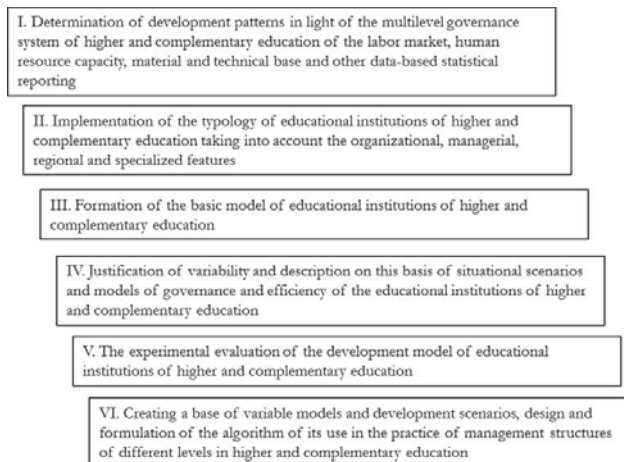 I. Determination of development patterns in light of the multilevel governance
system of higher and complementary education of the labor market, human
resource capacity, material and technical base and other data-based statistical
reporting
II. Implementation of the typology of educational institutions of higher and
complementary education taking into account the organizational, managerial,
regional and specialized features
III. Formation of the basic model of educational institutions of higher and
complementary education
IV. Justification of variability and description on this basis of situational scenarios
and models of governance and efficiency of the educational institutions of higher
and complementary education
V. The experimental evaluation of the development model of educational
institutions of higher and complementary education
VI. Creating a base of variable models and development scenarios, design and
formulation of the algorithm of its use in the practice of management structures
of different levels in higher and complementary education